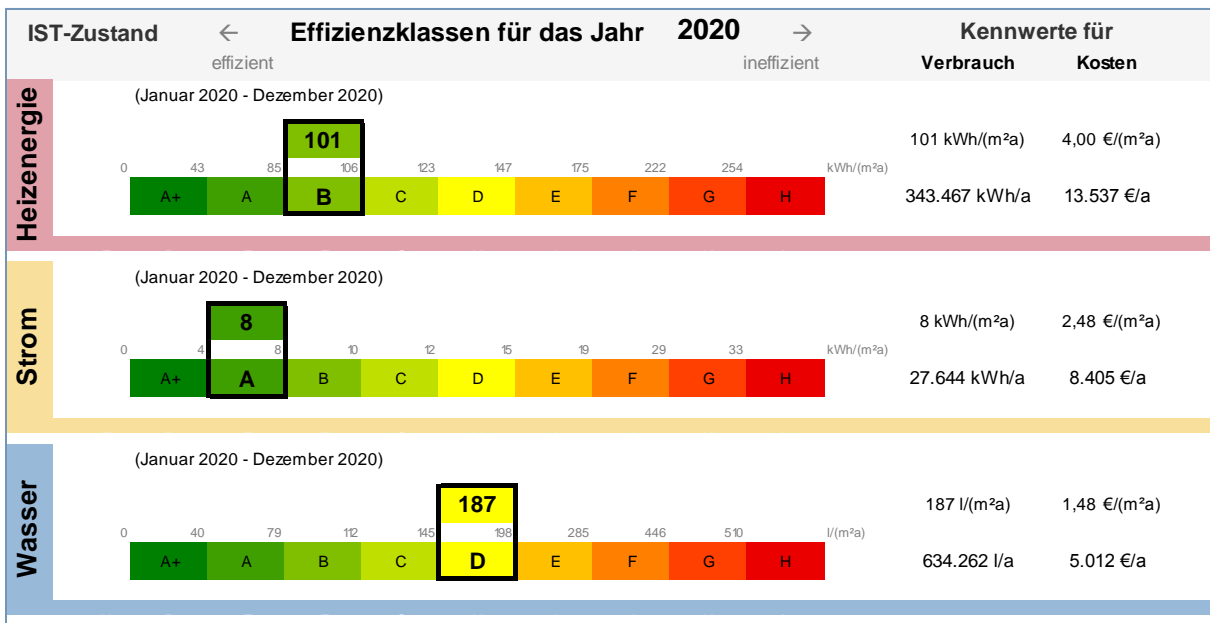 IST-Zustand ← Effizienzklassen für das Jahr 2020 → Kennwerte für
effizient ineffizient Verbrauch Kosten
Heizenergie
(Januar 2020 - Dezember 2020)
101 101 kWh/(m²a) 4,00 €/(m²a)
0 43 85 106 123 147 175 222 254 kWh/(m²a)
A+ A B C D E F G H 343.467 kWh/a 13.537 €/a
Strom
(Januar 2020 - Dezember 2020)
8 8 kWh/(m²a) 2,48 €/(m²a)
0 4 8 10 12 15 19 29 33 kWh/(m²a)
A+ A B C D E F G H 27.644 kWh/a 8.405 €/a
Wasser
(Januar 2020 - Dezember 2020)
187 187 l/(m²a) 1,48 €/(m²a)
0 40 79 112 145 198 285 446 510 l/(m²a)
A+ A B C D E F G H 634.262 l/a 5.012 €/a